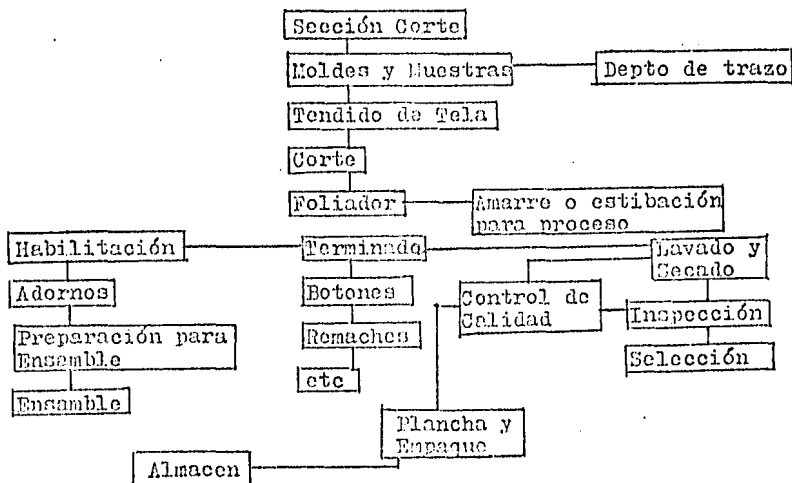 Sección Corte
Moldes y Muestras
Depto de trazo
Tendido de Tela
Corte
Foliador
Amarre o estibación
para proceso
Habilitación
Terminado
Lavado y
Secado
Adornos
Botones
Control de
Calidad
Inspección
Preparación para
Ensamble
Remaches
Selección
Ensamble
etc
Plancha y
Empaque
Almacen